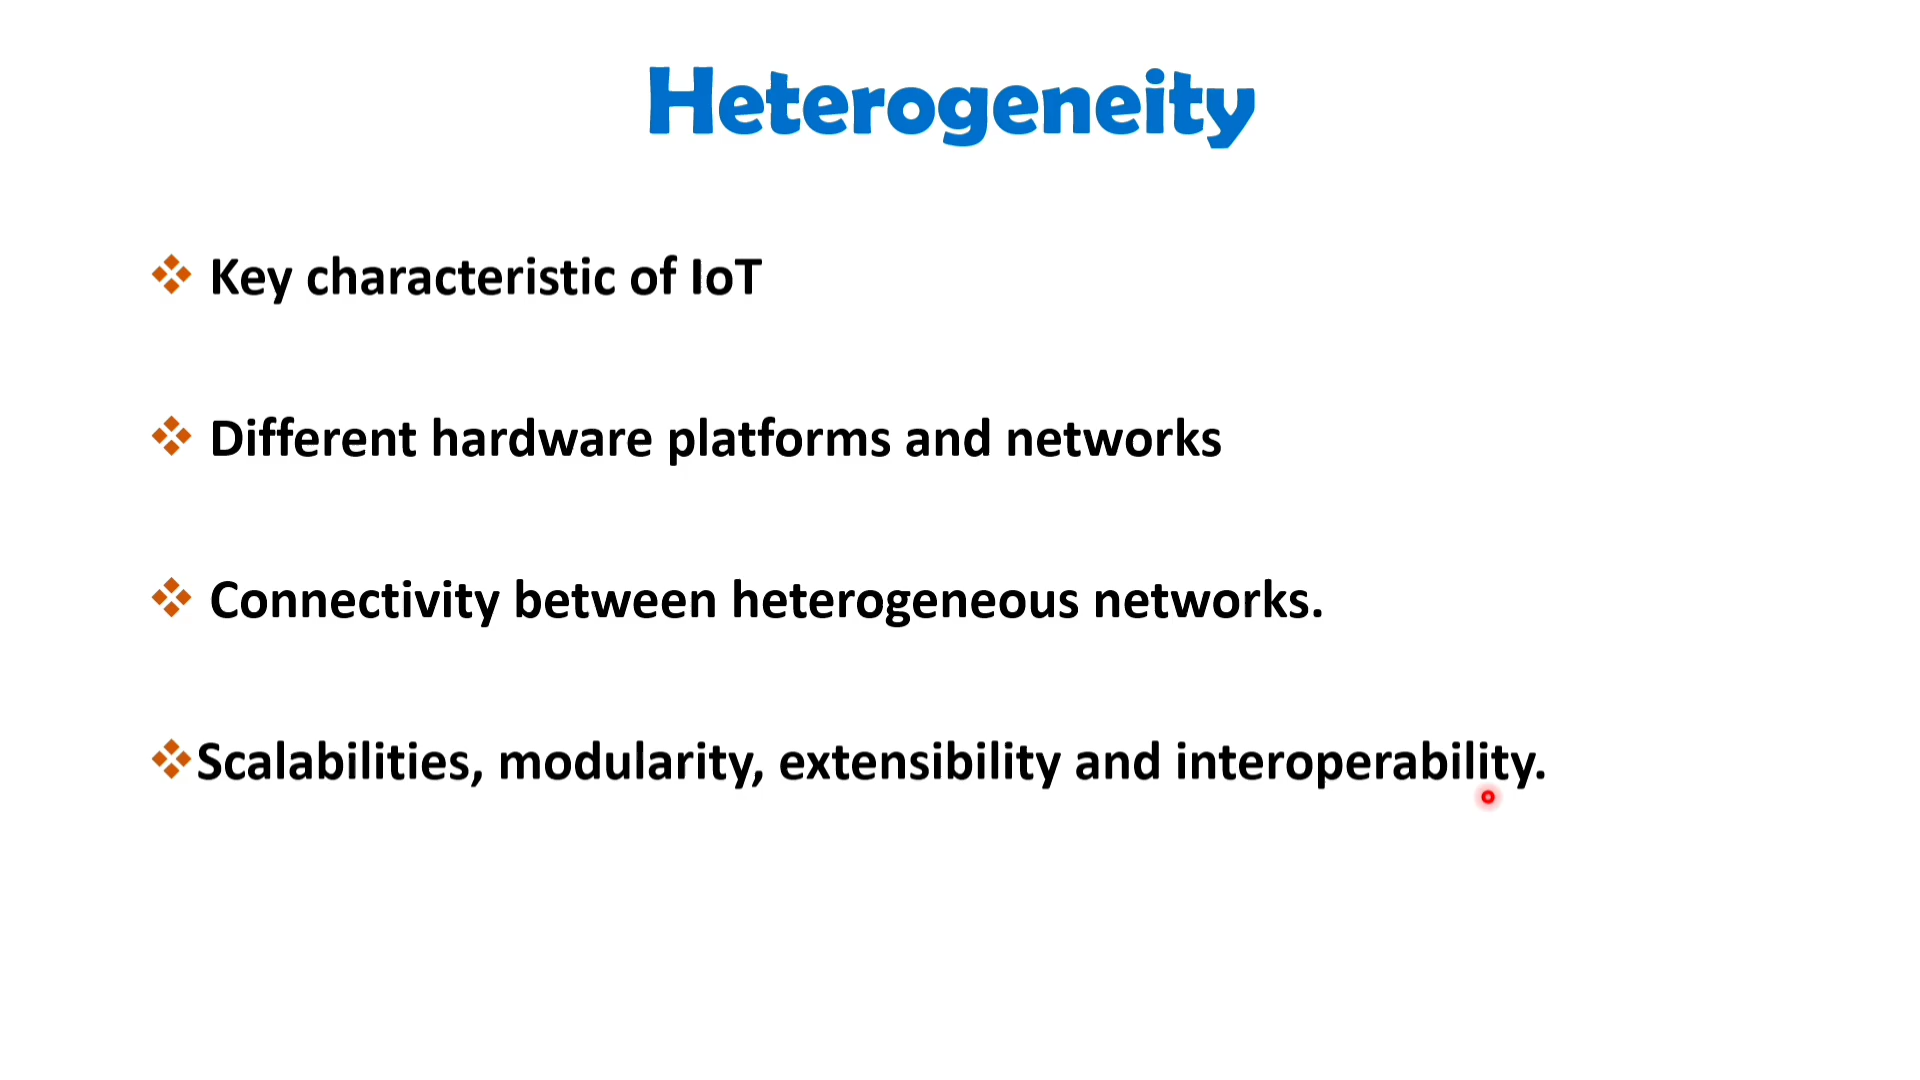 Heterogeneity
❖ Key characteristic of IoT
❖ Different hardware platforms and networks
❖ Connectivity between heterogeneous networks.
❖Scalabilities, modularity, extensibility and interoperability.